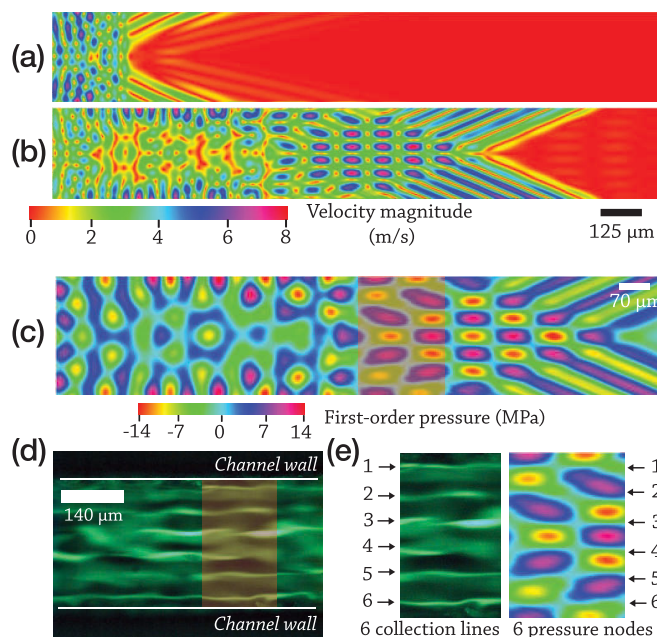 (a)
(b)
0 2 4 6 8
Velocity magnitude
(m/s)
125 μm
(c)
70 μm
-14 -7 0 7 14
First-order pressure (MPa)
(d)
Channel wall
140 μm
Channel wall
(e)
1
2
3
4
5
6
6 collection lines
1
2
3
4
5
6
6 pressure nodes